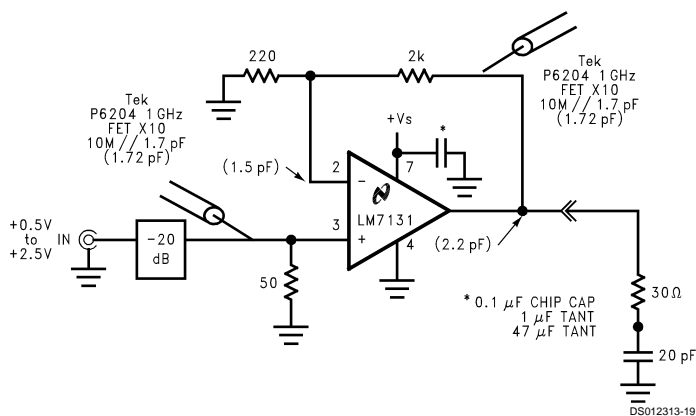 220
2k
Tek
P6204 1GHz
FET X10
10M // 1.7 pF
(1.72 pF)
Tek
P6204 1GHz
FET X10
10M // 1.7 pF
(1.72 pF)
+Vs
*
(1.5 pF)
2
7
-
LM7131
+0.5V
to
+2.5V
IN
-20
dB
3
+
4
(2.2 pF)
50
30Ω
* 0.1 μF CHIP CAP
1 μF TANT
47 μF TANT
20 pF
DS012313-19